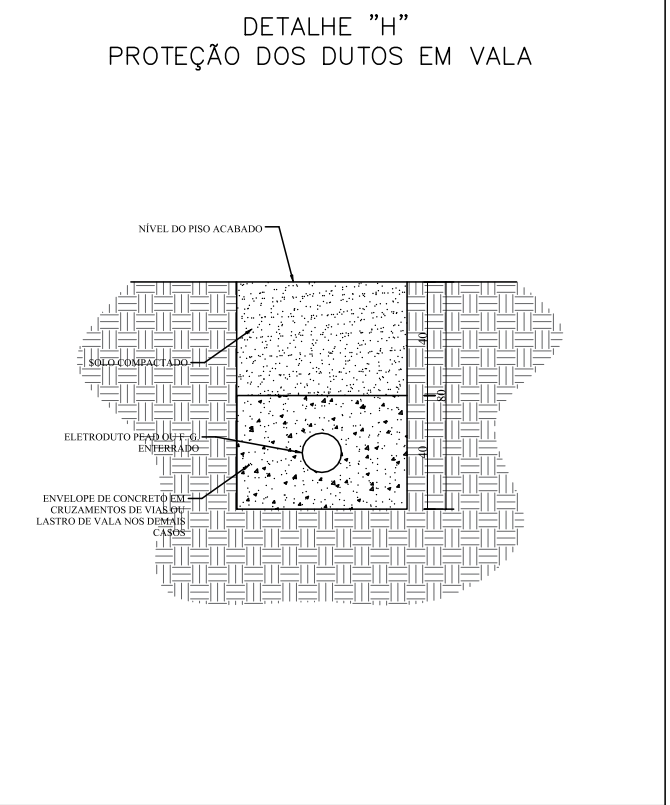 DETALHE "H"
PROTEÇÃO DOS DUTOS EM VALA
NÍVEL DO PISO ACABADO
SOLO COMPACTADO
40
80
ELETRODUTO PEAD OU F. G.
ENTERRADO
40
ENVELOPE DE CONCRETO EM
CRUZAMENTOS DE VIAS OU
LASTRO DE VALA NOS DEMAIS
CASOS